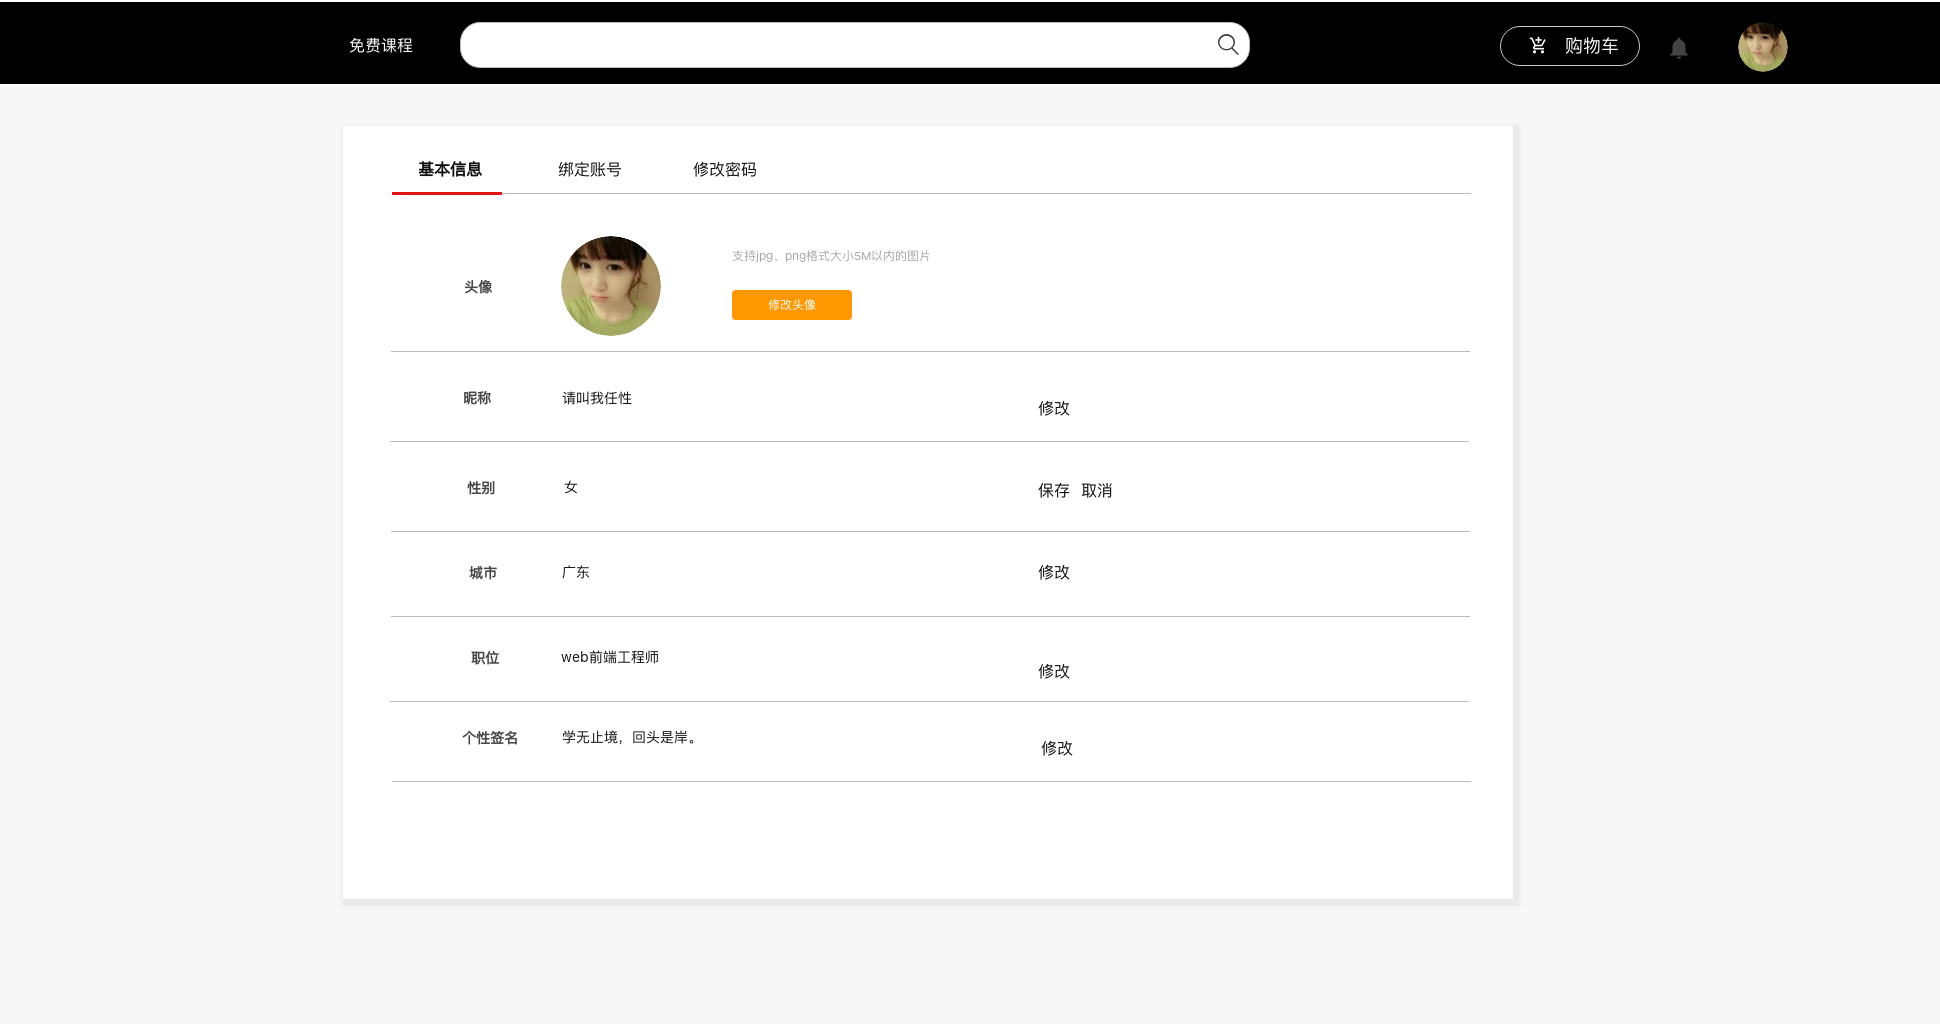 免费课程
购物车
基本信息 绑定账号 修改密码
支持jpg、png格式大小5M以内的图片
头像
修改头像
昵称 请叫我任性 修改
性别 女 保存 取消
城市 广东 修改
职位 web前端工程师 修改
个性签名 学无止境，回头是岸。 修改